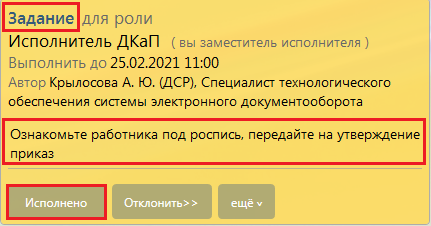 Задание для роли
Исполнитель ДКаП ( вы заместитель исполнителя )
Выполнить до 25.02.2021 11:00
Автор Крылосова А. Ю. (ДСР), Специалист технологического
обеспечения системы электронного документооборота
Ознакомьте работника под роспись, передайте на утверждение
приказ
Исполнено Отклонить>> ещё v